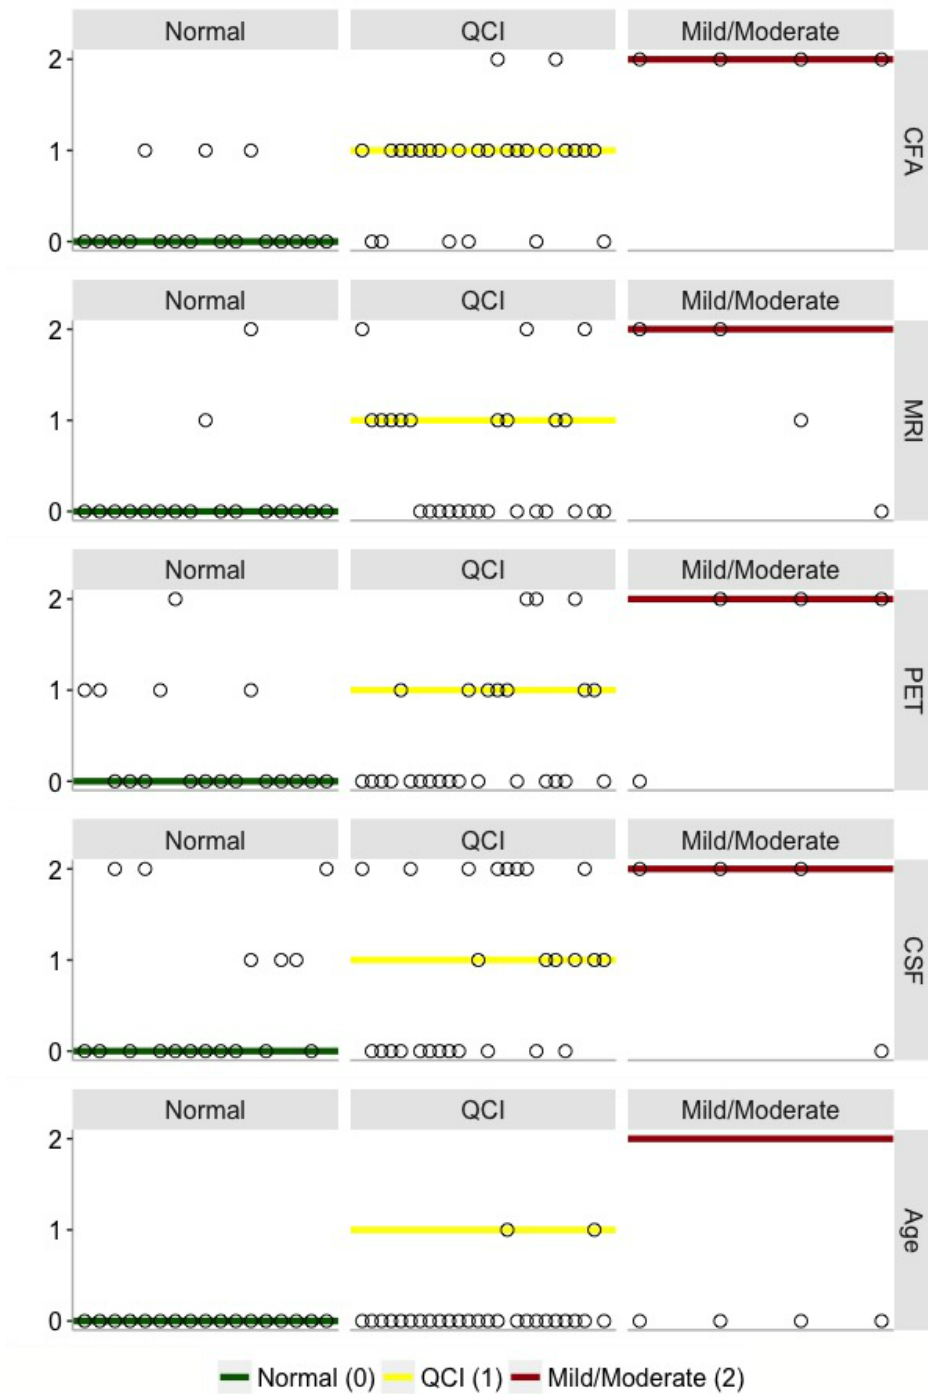 Normal QCI Mild/Moderate
2
1
0
CFA
Normal QCI Mild/Moderate
2
1
0
MRI
Normal QCI Mild/Moderate
2
1
0
PET
Normal QCI Mild/Moderate
2
1
0
CSF
Normal QCI Mild/Moderate
2
1
0
Age
Normal (0) QCI (1) Mild/Moderate (2)